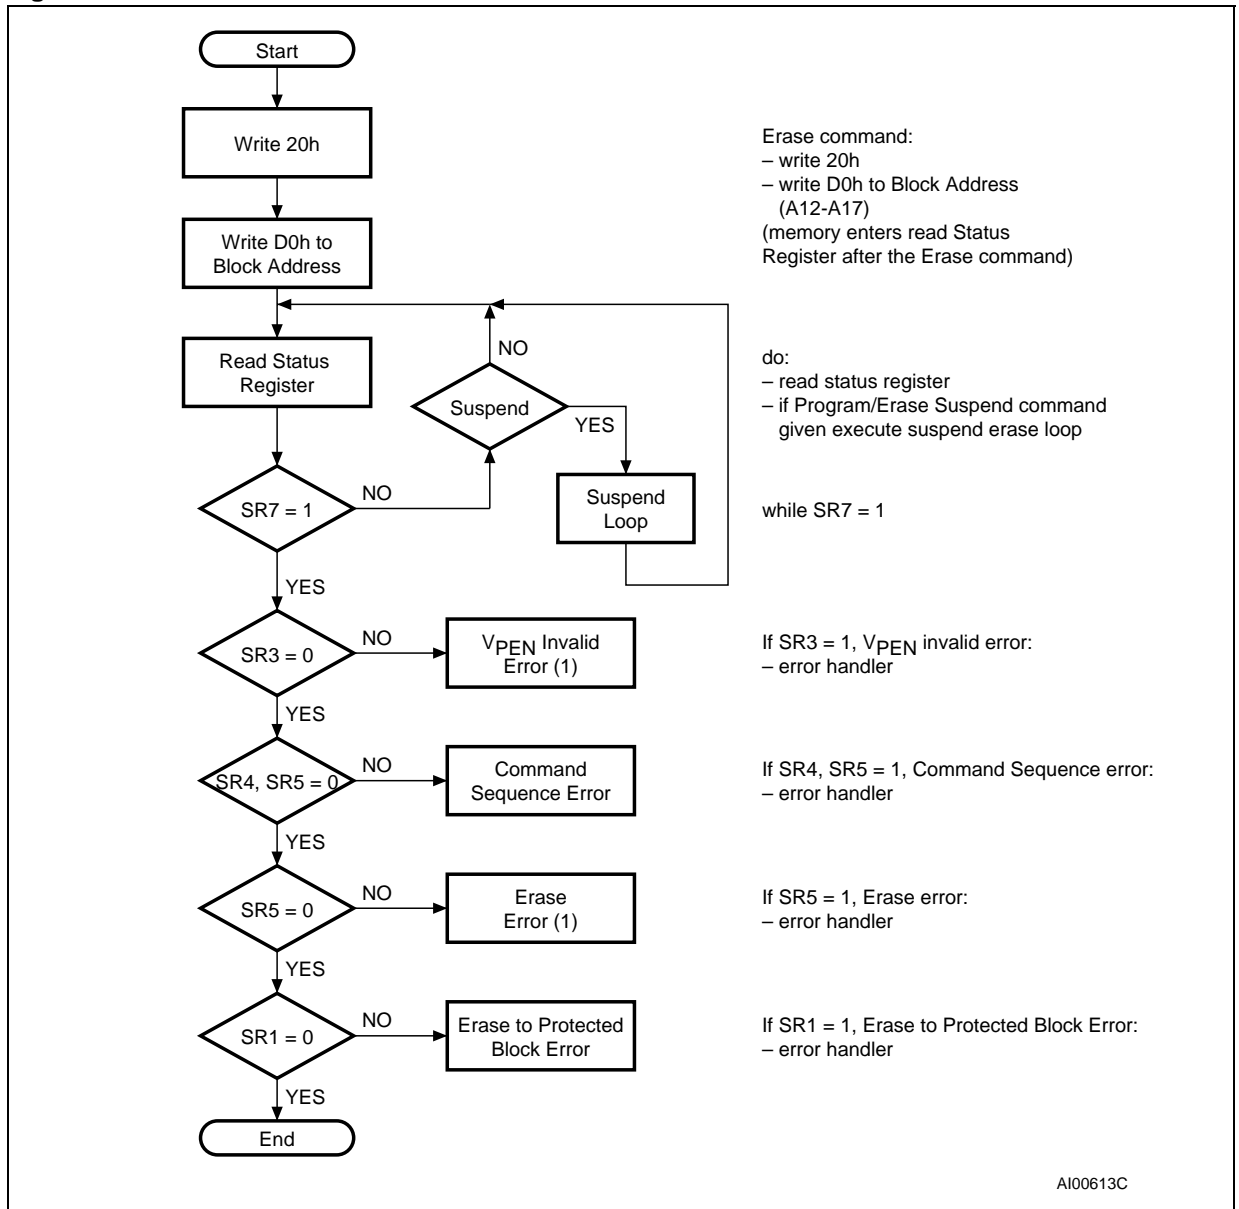 Start
Write 20h
Erase command:
– write 20h
– write D0h to Block Address
(A12-A17)
(memory enters read Status
Register after the Erase command)
Write D0h to
Block Address
NO
Read Status
Register
Suspend
YES
do:
– read status register
– if Program/Erase Suspend command
given execute suspend erase loop
SR7 = 1
NO
Suspend
Loop
while SR7 = 1
YES
SR3 = 0
NO
VPEN Invalid
Error (1)
If SR3 = 1, VPEN invalid error:
– error handler
YES
SR4, SR5 = 0
NO
Command
Sequence Error
If SR4, SR5 = 1, Command Sequence error:
– error handler
YES
SR5 = 0
NO
Erase
Error (1)
If SR5 = 1, Erase error:
– error handler
YES
SR1 = 0
NO
Erase to Protected
Block Error
If SR1 = 1, Erase to Protected Block Error:
– error handler
YES
End
AI00613C